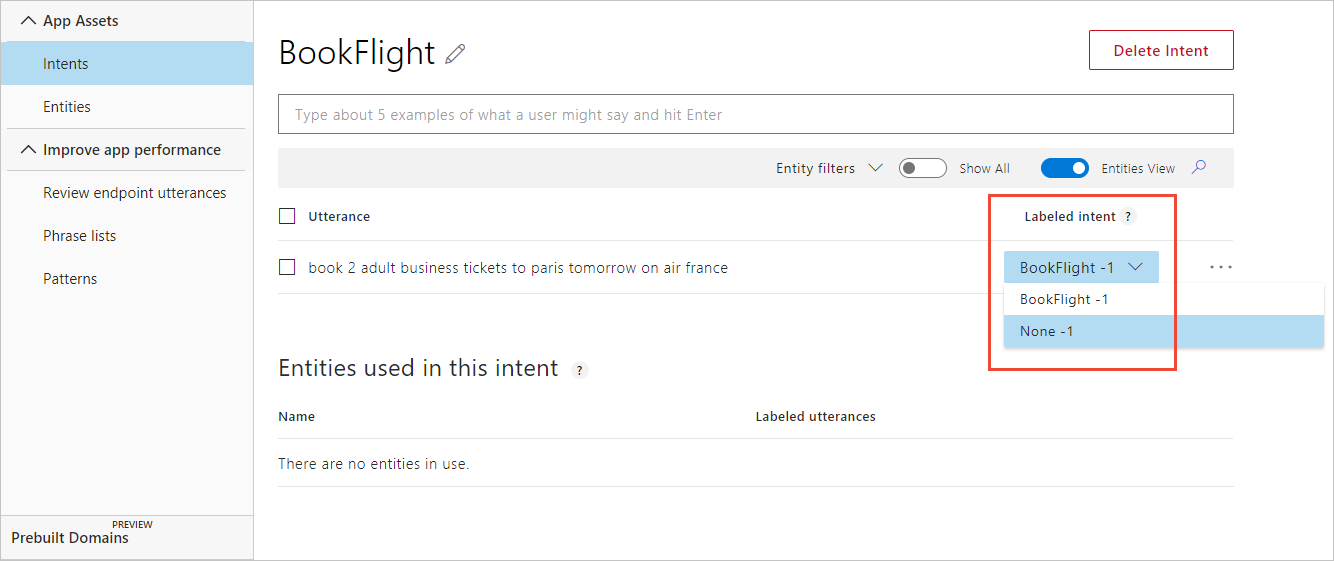 App Assets
Intents
Entities
Improve app performance
Review endpoint utterances
Phrase lists
Patterns
PREVIEW
Prebuilt Domains
BookFlight
Delete Intent
Type about 5 examples of what a user might say and hit Enter
Entity filters Show All Entities View
Utterance Labeled intent ?
book 2 adult business tickets to paris tomorrow on air france BookFlight -1 ...
BookFlight -1
None -1
Entities used in this intent ?
Name Labeled utterances
There are no entities in use.